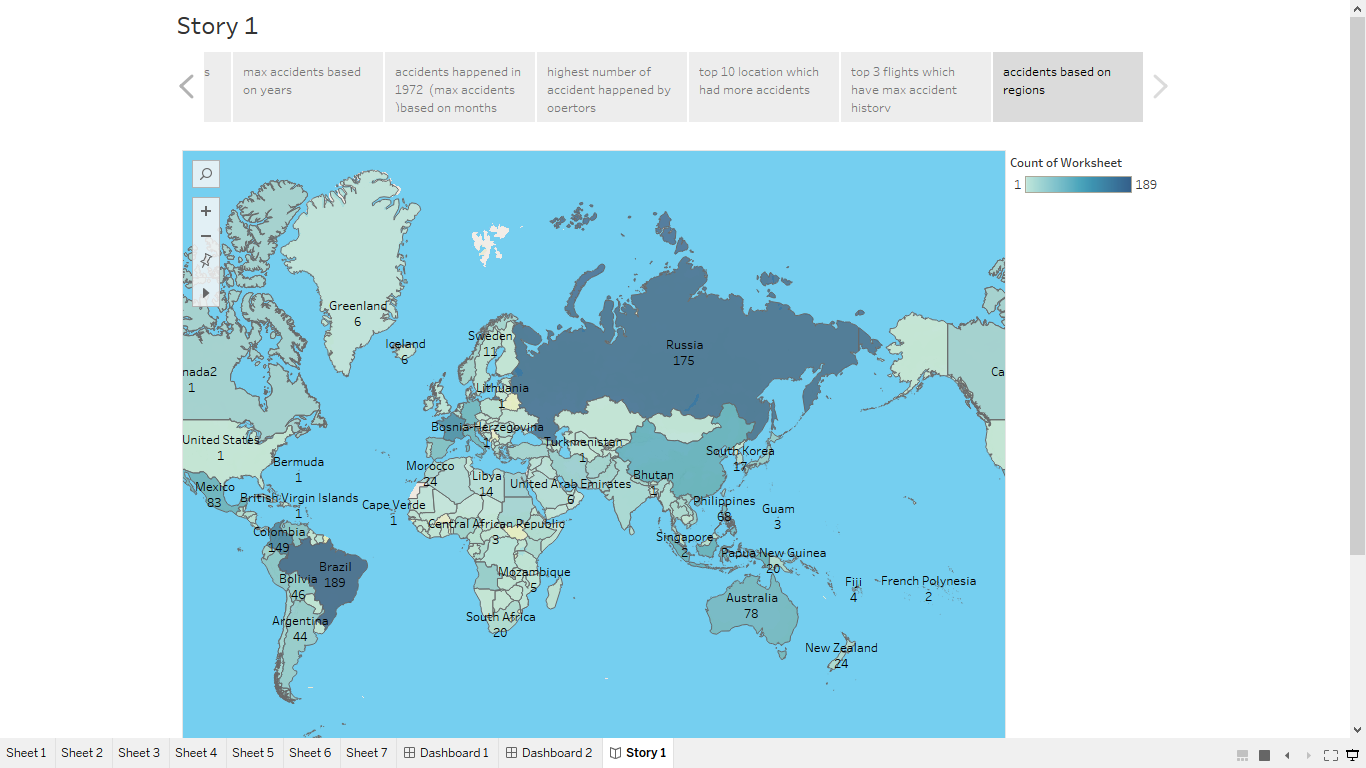 Story 1
s
max accidents based
on years
accidents happened in
1972 (max accidents
)based on months
highest number of
accident happened by
opertors
top 10 location which
had more accidents
top 3 flights which
have max accident
history
accidents based on
regions
Count of Worksheet
1
189
Greenland
6
Iceland
6
Sweden
11
Russia
175
nada2
1
Ca
Lithuania
1
United States
1
Bosnia-Herzegovina
1
Turkmenistan
1
South Korea
17
Bermuda
1
Morocco
24
Libya
14
United Arab Emirates
6
Bhutan
1
Mexico
83
British Virgin Islands
1
Cape Verde
1
Philippines
68
Guam
3
Colombia
149
Central African Republic
3
Singapore
2
Papua New Guinea
20
Brazil
189
Bolivia
46
Mozambique
5
Fiji
4
French Polynesia
2
Australia
78
Argentina
44
South Africa
20
New Zealand
24
Sheet 1
Sheet 2
Sheet 3
Sheet 4
Sheet 5
Sheet 6
Sheet 7
Dashboard 1
Dashboard 2
Story 1